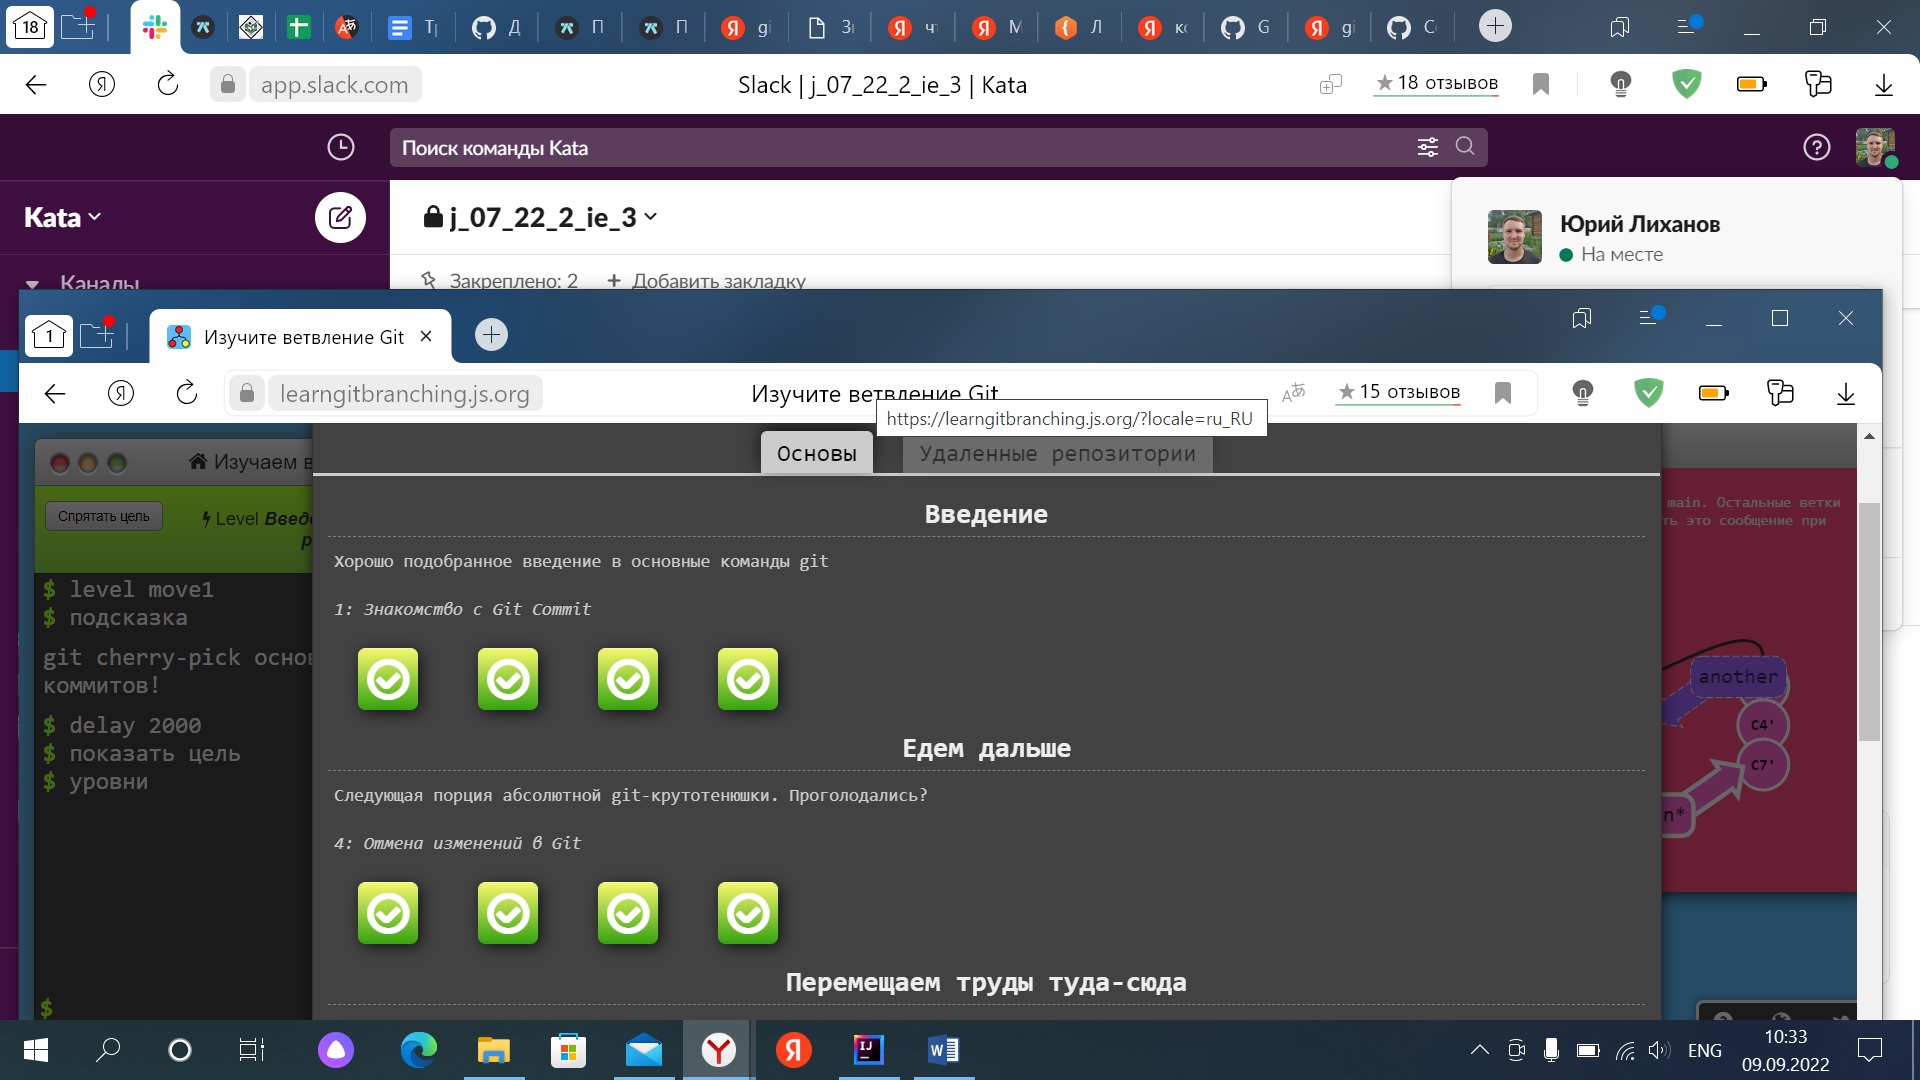 18
Т
Д
П
П
gi
З
ч
М
Л
к
G
gi
С
app.slack.com
Slack | j_07_22_2_ie_3 | Kata
★18 отзывов
Поиск команды Kata
Kata
j_07_22_2_ie_3
Юрий Лиханов
На месте
Каналы
Закреплено: 2
+ Добавить закладку
1
Изучите ветвление Git
learngitbranching.js.org
Изучите ветвление Git
★15 отзывов
https://learngitbranching.js.org/?locale=ru_RU
Изучаем в
Основы
Удаленные репозитории
Спрятать цель
Level Введе
р
main. Остальные ветки
ть это сообщение при
Введение
Хорошо подобранное введение в основные команды git
$ level move1
$ подсказка
1: Знакомство с Git Commit
git cherry-pick основ
коммитов!
another
C4'
C7'
n*
$ delay 2000
$ показать цель
$ уровни
Едем дальше
Следующая порция абсолютной git-крутотенюшки. Проголодались?
4: Отмена изменений в Git
Перемещаем труды туда-сюда
$
ENG
10:33
09.09.2022